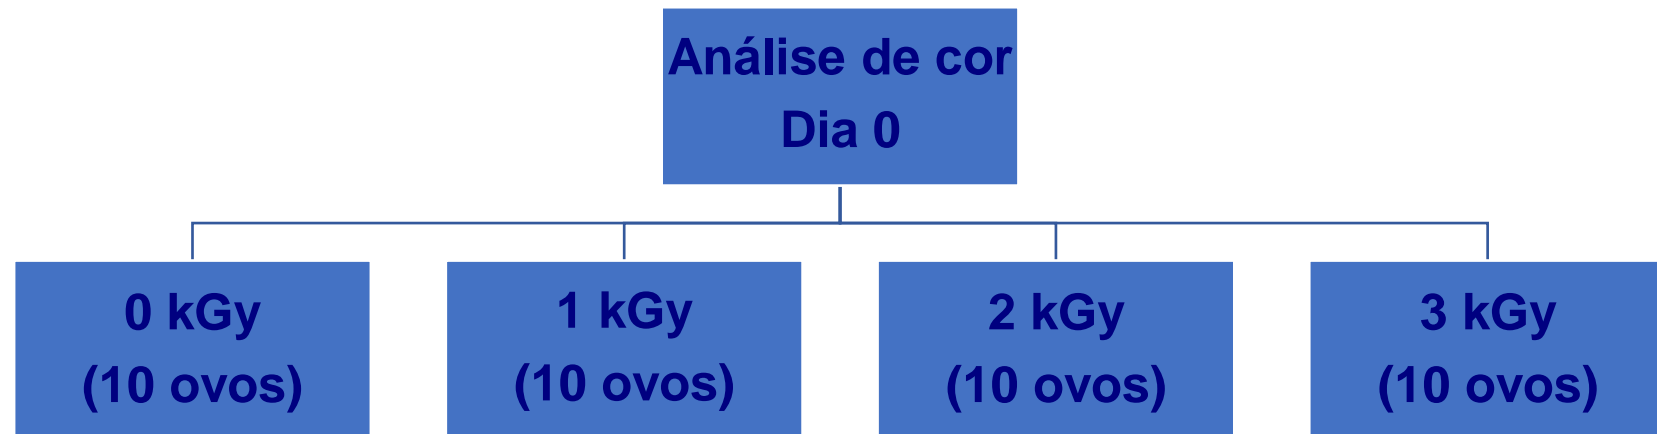 Análise de cor
Dia 0
0 kGy
(10 ovos)
1 kGy
(10 ovos)
2 kGy
(10 ovos)
3 kGy
(10 ovos)